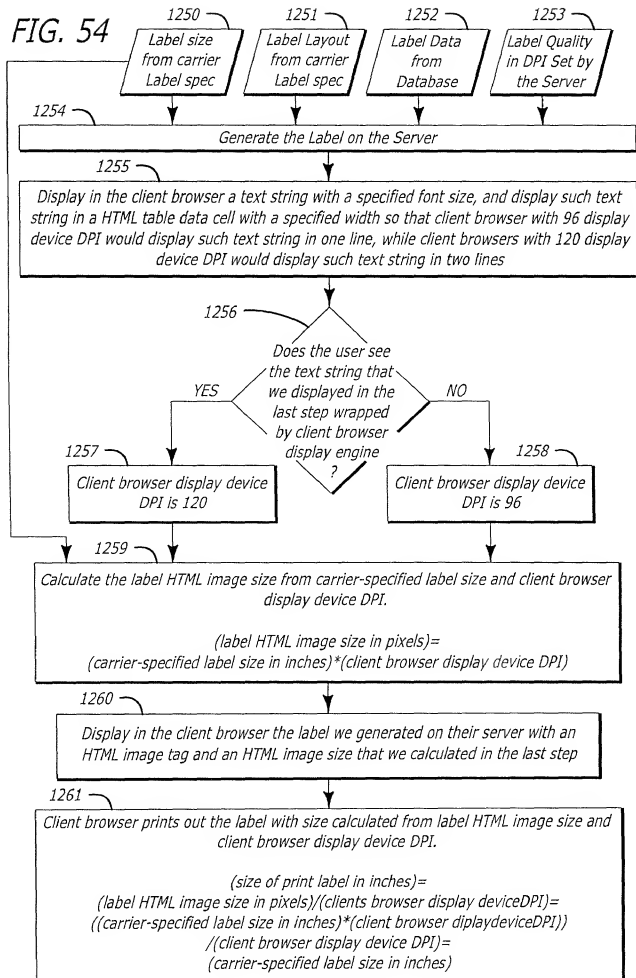 FIG. 54
1250
1251
1252
1253
Label size
from carrier
Label spec
Label Layout
from carrier
Label spec
Label Data
from
Database
Label Quality
in DPI Set by
the Server
1254
Generate the Label on the Server
1255
Display in the client browser a text string with a specified font size, and display such text
string in a HTML table data cell with a specified width so that client browser with 96 display
device DPI would display such text string in one line, while client browsers with 120 display
device DPI would display such text string in two lines
1256
Does the user see
the text string that
we displayed in the
last step wrapped
by client browser
display engine
?
YES
NO
1257
Client browser display device
DPI is 120
1258
Client browser display device
DPI is 96
1259
Calculate the label HTML image size from carrier-specified label size and client browser
display device DPI.
(label HTML image size in pixels)=
(carrier-specified label size in inches)*(client browser display device DPI)
1260
Display in the client browser the label we generated on their server with an
HTML image tag and an HTML image size that we calculated in the last step
1261
Client browser prints out the label with size calculated from label HTML image size and
client browser display device DPI.
(size of print label in inches)=
(label HTML image size in pixels)/(clients browser display deviceDPI)=
((carrier-specified label size in inches)*(client browser diplaydeviceDPI))
/(client browser display device DPI)=
(carrier-specified label size in inches)